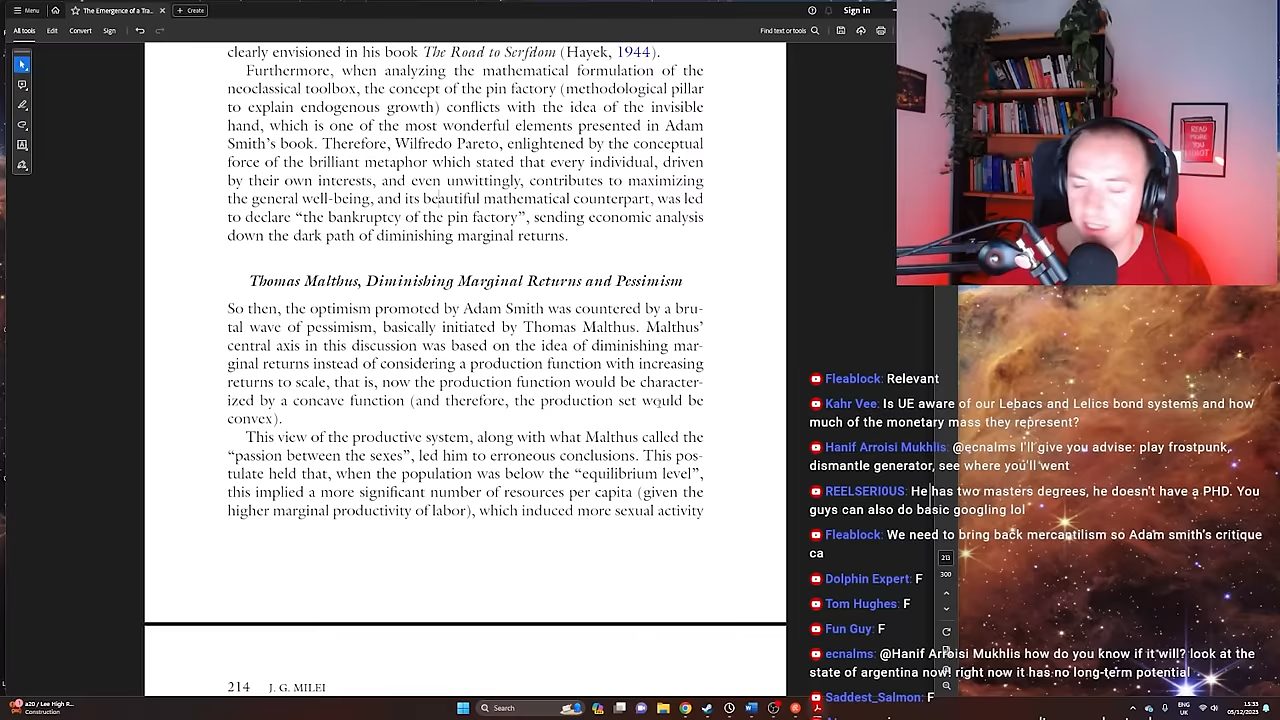 Menu
The Emergence of a Tra...
Create
Sign in
All tools
Edit
Convert
Sign
Find text or tools
clearly envisioned in his book The Road to Serfdom (Hayek, 1944).
Furthermore, when analyzing the mathematical formulation of the
neoclassical toolbox, the concept of the pin factory (methodological pillar
to explain endogenous growth) conflicts with the idea of the invisible
hand, which is one of the most wonderful elements presented in Adam
Smith's book. Therefore, Wilfredo Pareto, enlightened by the conceptual
force of the brilliant metaphor which stated that every individual, driven
by their own interests, and even unwittingly, contributes to maximizing
the general well-being, and its beautiful mathematical counterpart, was led
to declare “the bankruptcy of the pin factory”, sending economic analysis
down the dark path of diminishing marginal returns.
Thomas Malthus, Diminishing Marginal Returns and Pessimism
So then, the optimism promoted by Adam Smith was countered by a bru-
tal wave of pessimism, basically initiated by Thomas Malthus. Malthus’
central axis in this discussion was based on the idea of diminishing mar-
ginal returns instead of considering a production function with increasing
returns to scale, that is, now the production function would be character-
ized by a concave function (and therefore, the production set would be
convex).
This view of the productive system, along with what Malthus called the
“passion between the sexes”, led him to erroneous conclusions. This pos-
tulate held that, when the population was below the “equilibrium level”,
this implied a more significant number of resources per capita (given the
higher marginal productivity of labor), which induced more sexual activity
214 J. G. MILEI
READ
MORE
YOU
Fleablock: Relevant
Kahr Vee: Is UE aware of our Lebacs and Lelics bond systems and how
much of the monetary mass they represent?
Hanif Arroisi Mukhlis: @ecnalms I'll give you advise: play frostpunk,
dismantle generator, see where you'll went
REELSERI0US: He has two masters degrees, he doesn't have a PHD. You
guys can also do basic googling lol
Fleablock: We need to bring back mercantilism so Adam smith's critique
ca
Dolphin Expert: F
Tom Hughes: F
Fun Guy: F
ecnalms: @Hanif Arroisi Mukhlis how do you know if it will? look at the
state of argentina now! right now it has no long-term potential
Saddest_Salmon: F
213
300
a20 / Lee High R...
Construction
Search
ENG
UK
13:33
05/12/2023